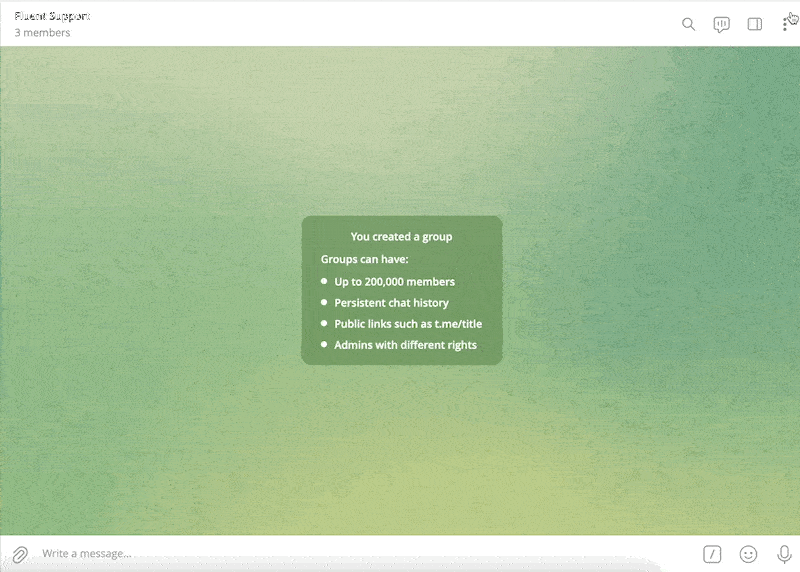 Fluent Support
3 members
You created a group
Groups can have:
Up to 200,000 members
Persistent chat history
Public links such as t.me/title
Admins with different rights
Write a message...